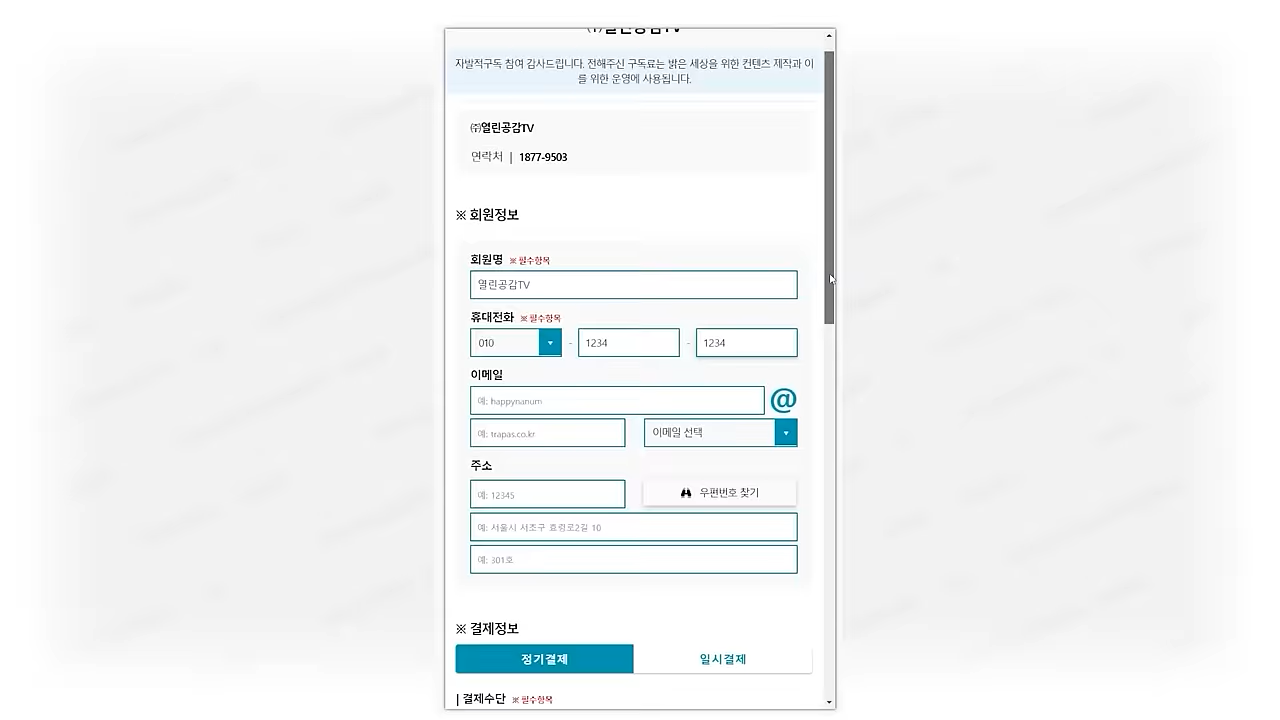 ㈜열린공감TV
자발적구독 참여 감사드립니다. 전해주신 구독료는 밝은 세상을 위한 컨텐츠 제작과 이
를 위한 운영에 사용됩니다.
㈜열린공감TV
연락처 | 1877-9503
※ 회원정보
회원명 ※ 필수항목
열린공감TV
휴대전화 ※ 필수항목
010 - 1234 - 1234
이메일
예: happynanum @
예: trapas.co.kr 이메일 선택
주소
예: 12345 우편번호 찾기
예: 서울시 서초구 효령로2길 10
예: 301호
※ 결제정보
정기결제 일시결제
| 결제수단 ※ 필수항목